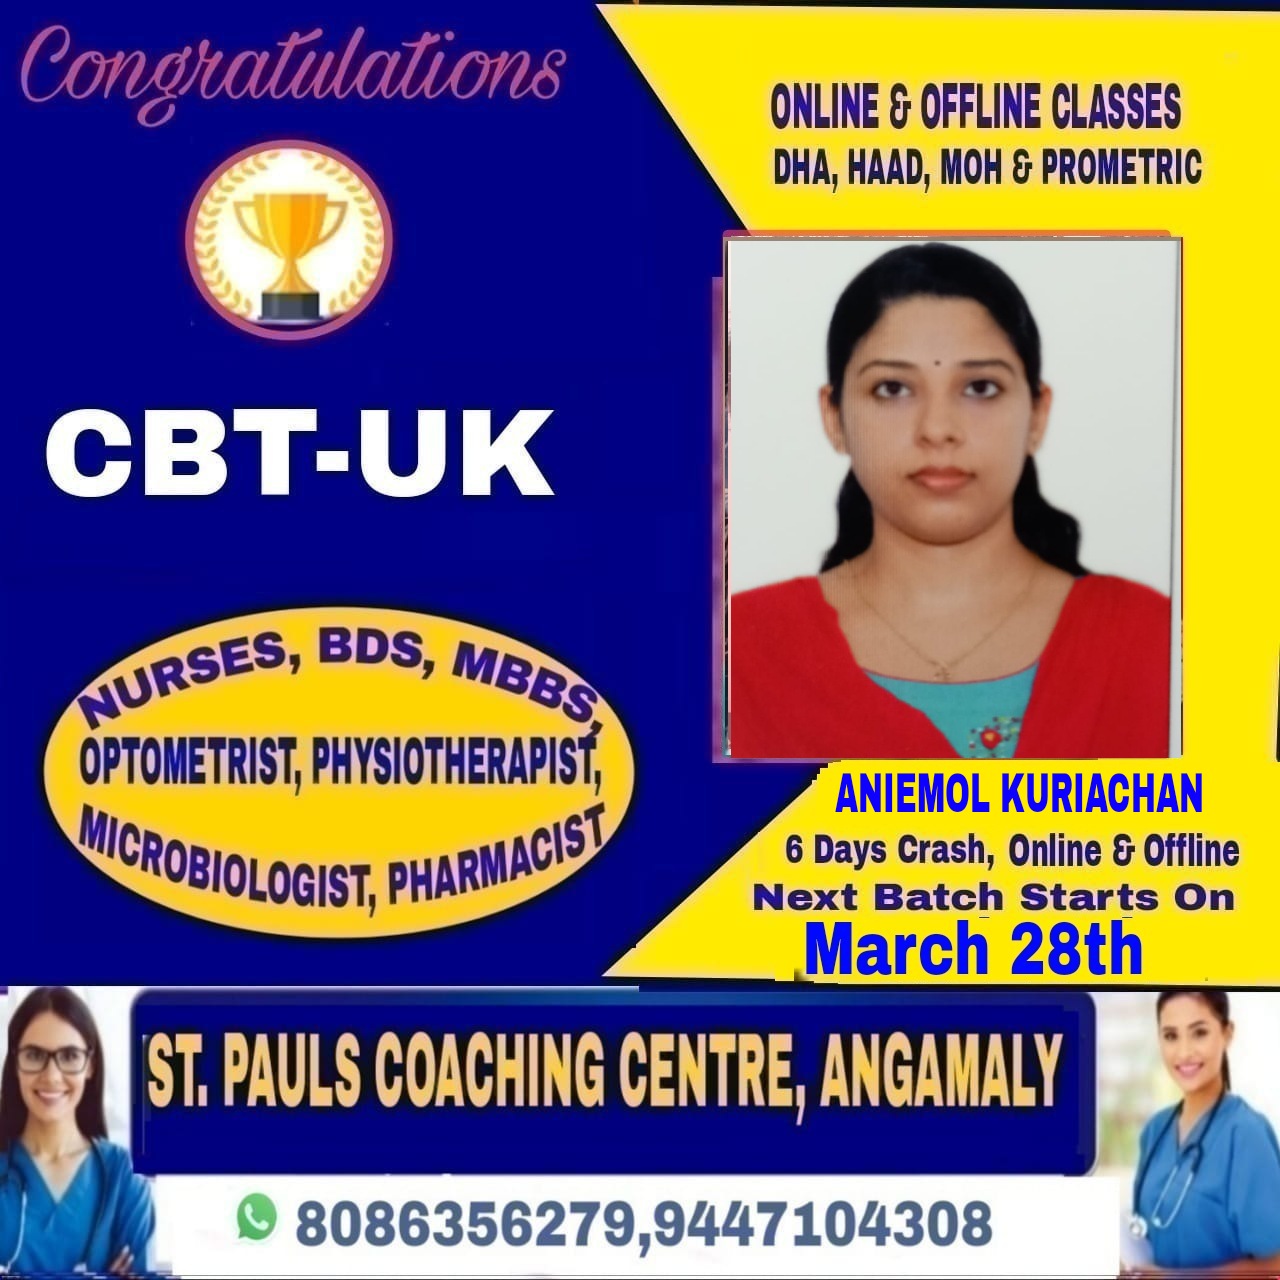 Congratulations
ONLINE & OFFLINE CLASSES
DHA, HAAD, MOH & PROMETRIC
CBT-UK
NURSES, BDS, MBBS,
OPTOMETRIST, PHYSIOTHERAPIST,
MICROBIOLOGIST, PHARMACIST
ANIEMOL KURIACHAN
6 Days Crash, Online & Offline
Next Batch Starts On
March 28th
ST. PAULS COACHING CENTRE, ANGAMALY
8086356279,9447104308